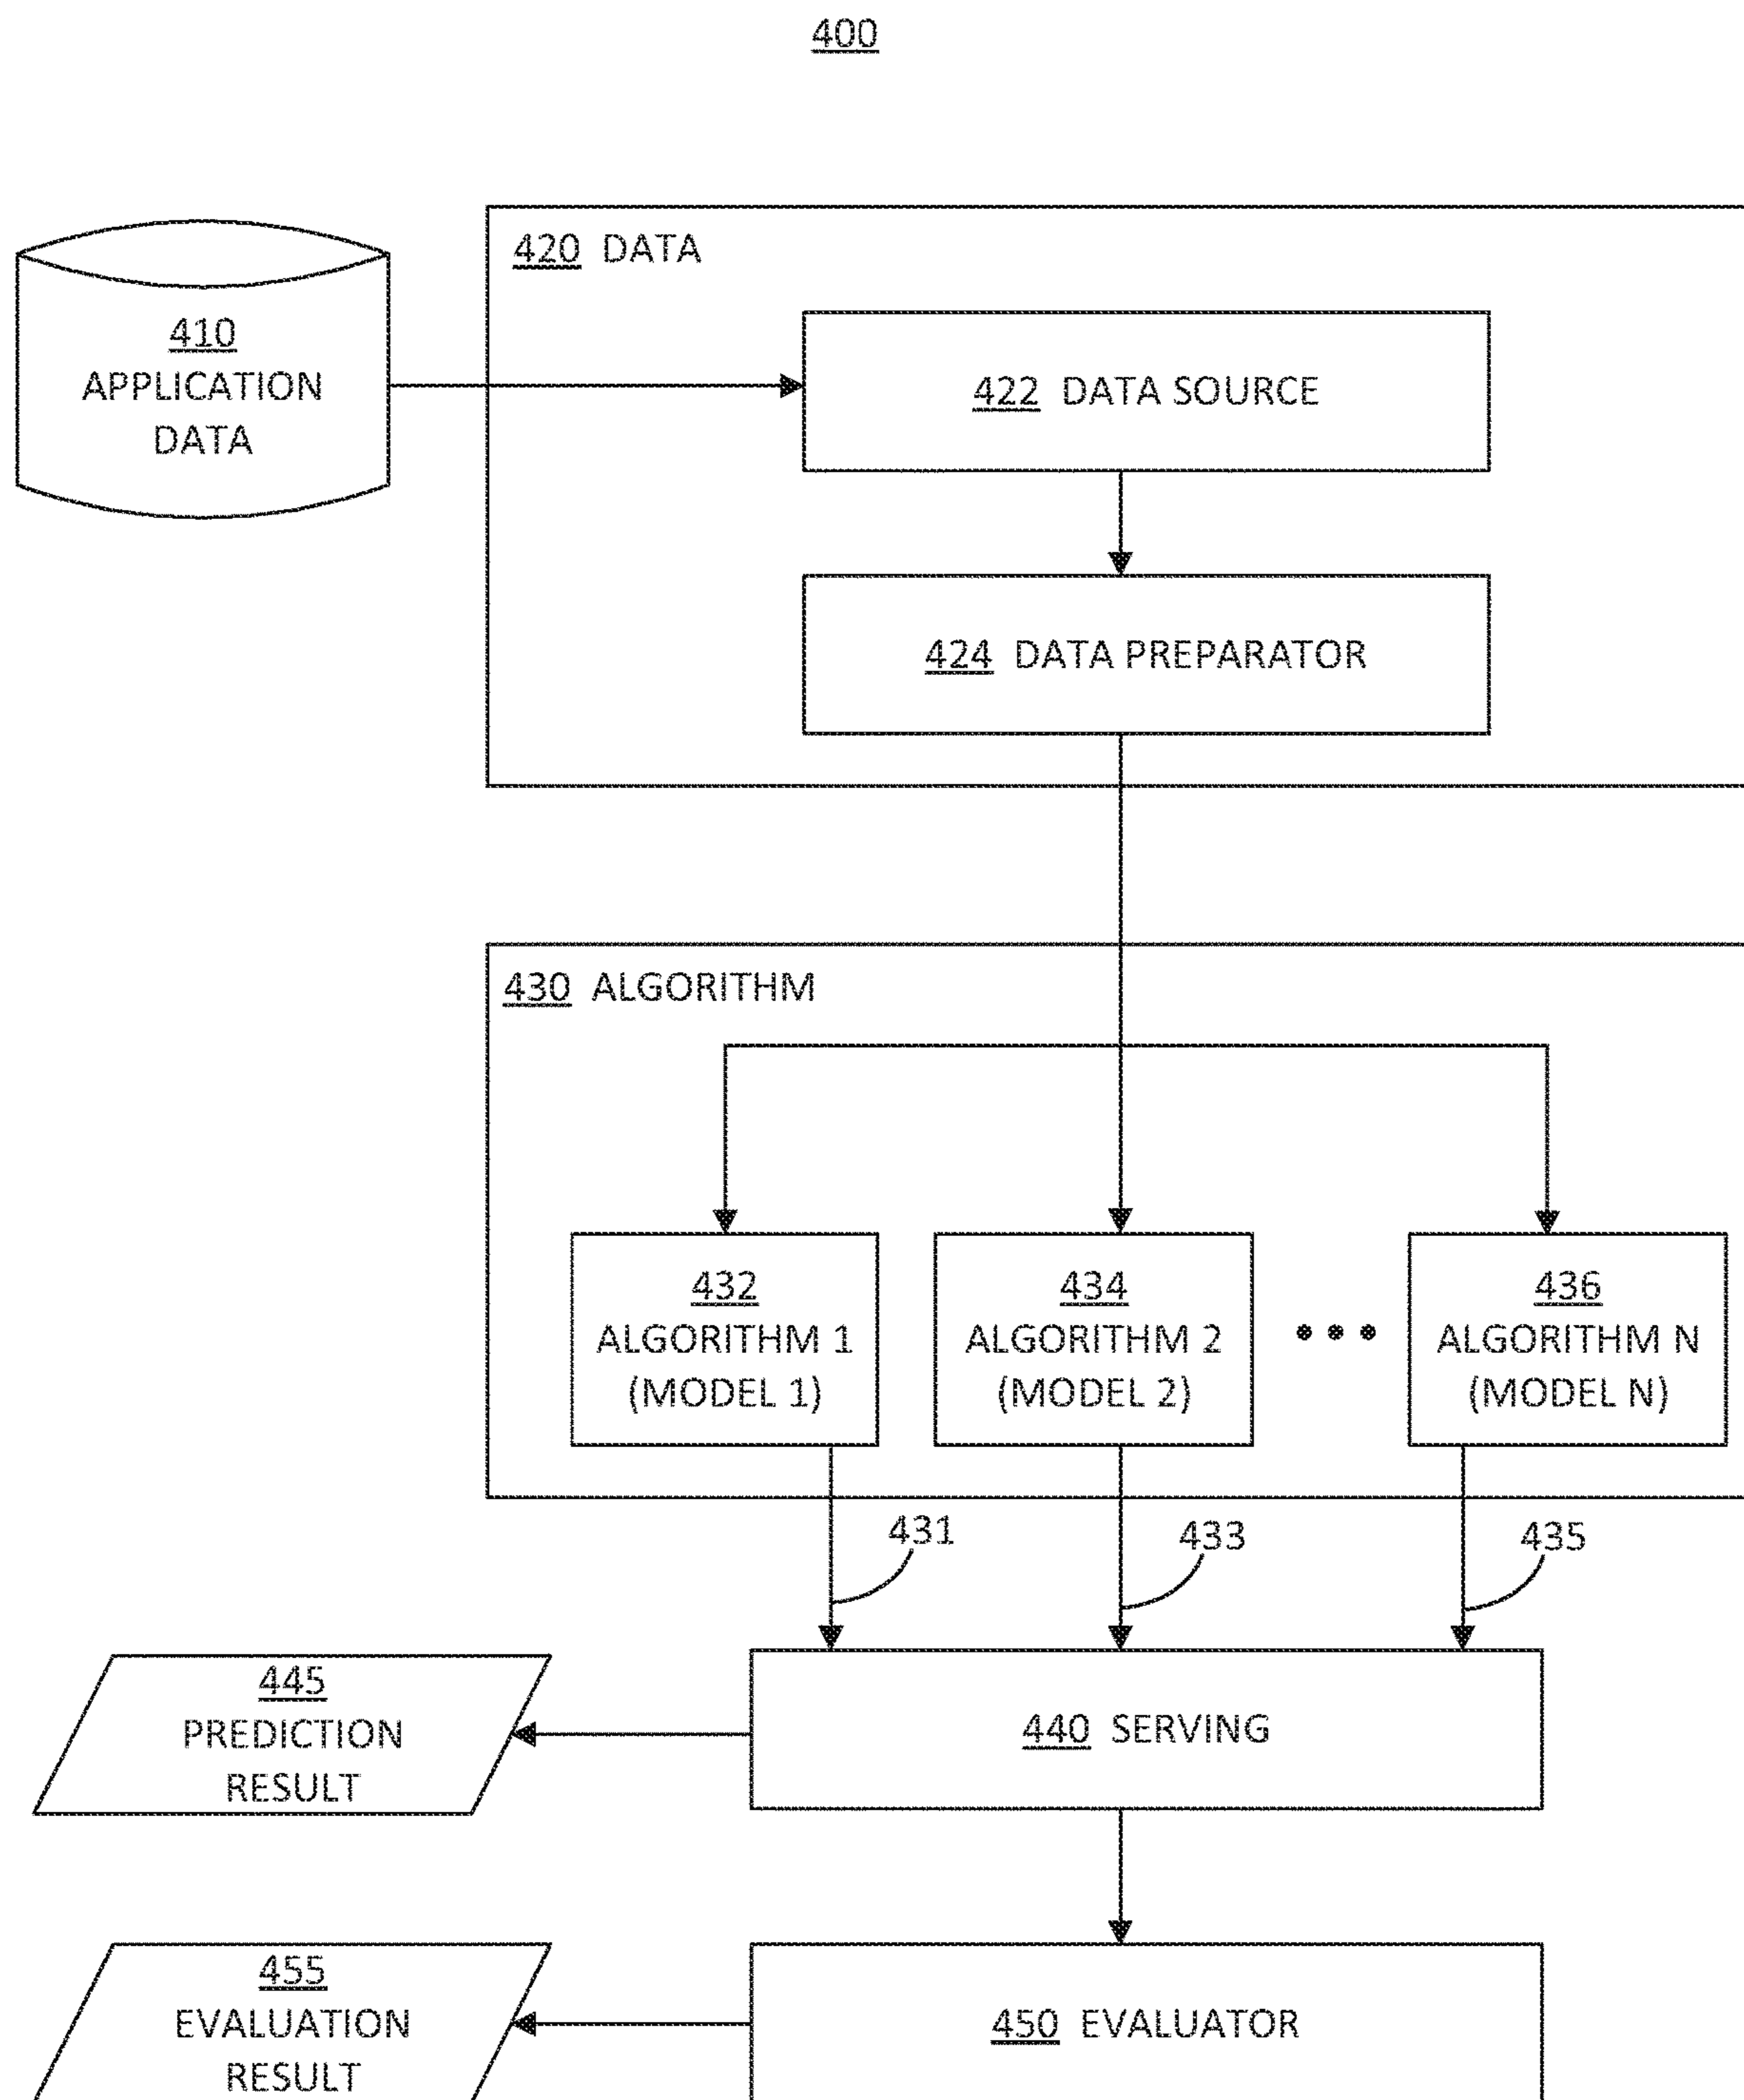 400
420 DATA
410
APPLICATION
DATA
422 DATA SOURCE
424 DATA PREPARATOR
430 ALGORITHM
432
ALGORITHM 1
(MODEL 1)
434
ALGORITHM 2
(MODEL 2)
436
ALGORITHM N
(MODEL N)
431
433
435
445
PREDICTION
RESULT
440 SERVING
455
EVALUATION
RESULT
450 EVALUATOR